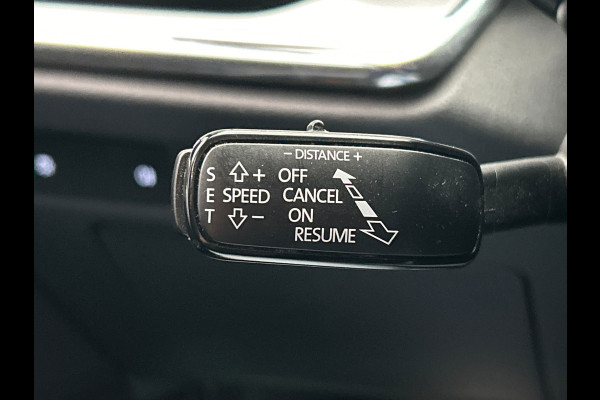 − DISTANCE +
S + OFF
E SPEED CANCEL
T − ON
RESUME